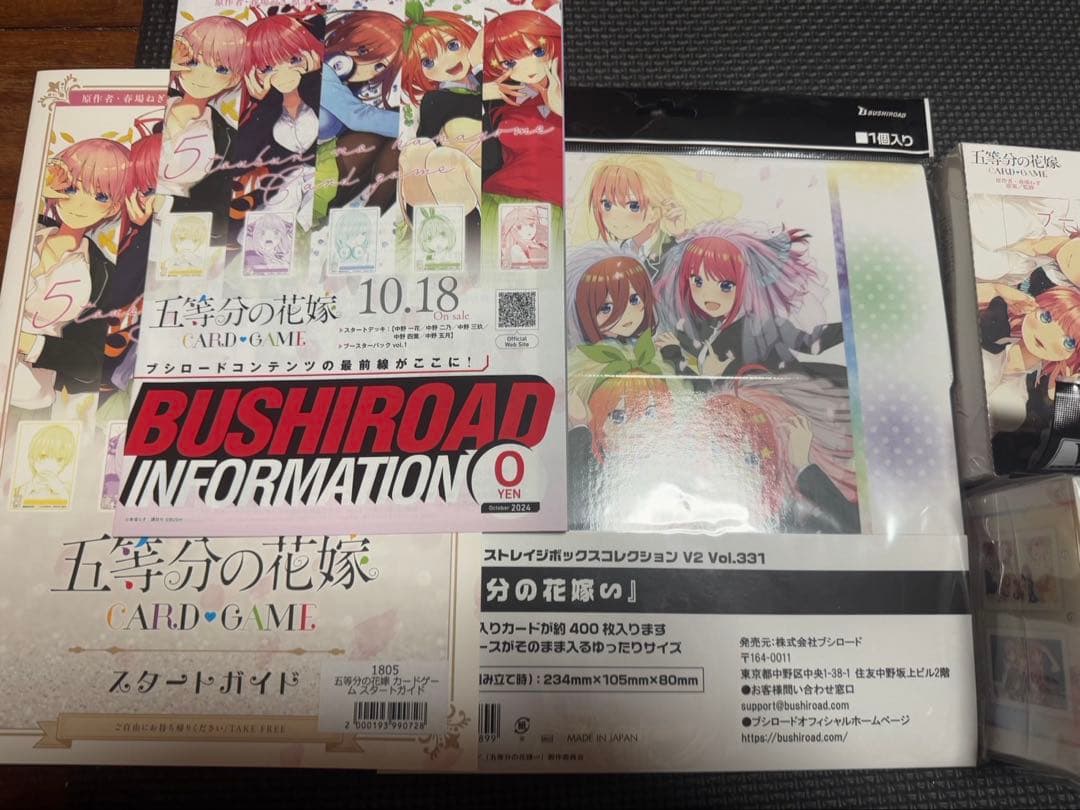 原作者・春場ねぎ
5toubun no hanayome
Card game
五等分の花嫁
CARD♥GAME
10.18
On sale
▶スタートデッキ:【中野 一花／中野 二乃／中野 三玖／
中野 四葉／中野 五月】
▶ブースターパック vol.1
Official
Web Site
ブシロードコンテンツの最前線がここに!
BUSHIROAD
INFORMATION
0
YEN
October 2024
五等分の花嫁
CARD♥GAME
スタートガイド
1805
五等分の花嫁 カードゲー
ム スタートガイド
2 000193 990728
ご自由にお持ち帰りください/TAKE FREE
BUSHIROAD
■1個入り
ストレイジボックスコレクション V2 Vol.331
分の花嫁∽』
入りカードが約 400 枚入ります
ースがそのまま入るゆったりサイズ
み立て時):234mm×105mm×80mm
899
紙
MADE IN JAPAN
発売元:株式会社ブシロード
〒164-0011
東京都中野区中央1-38-1 住友中野坂上ビル2階
●お客様問い合わせ窓口
support@bushiroad.com
●ブシロードオフィシャルホームページ
https://bushiroad.com/
五等分の花嫁
CARD♥GAME